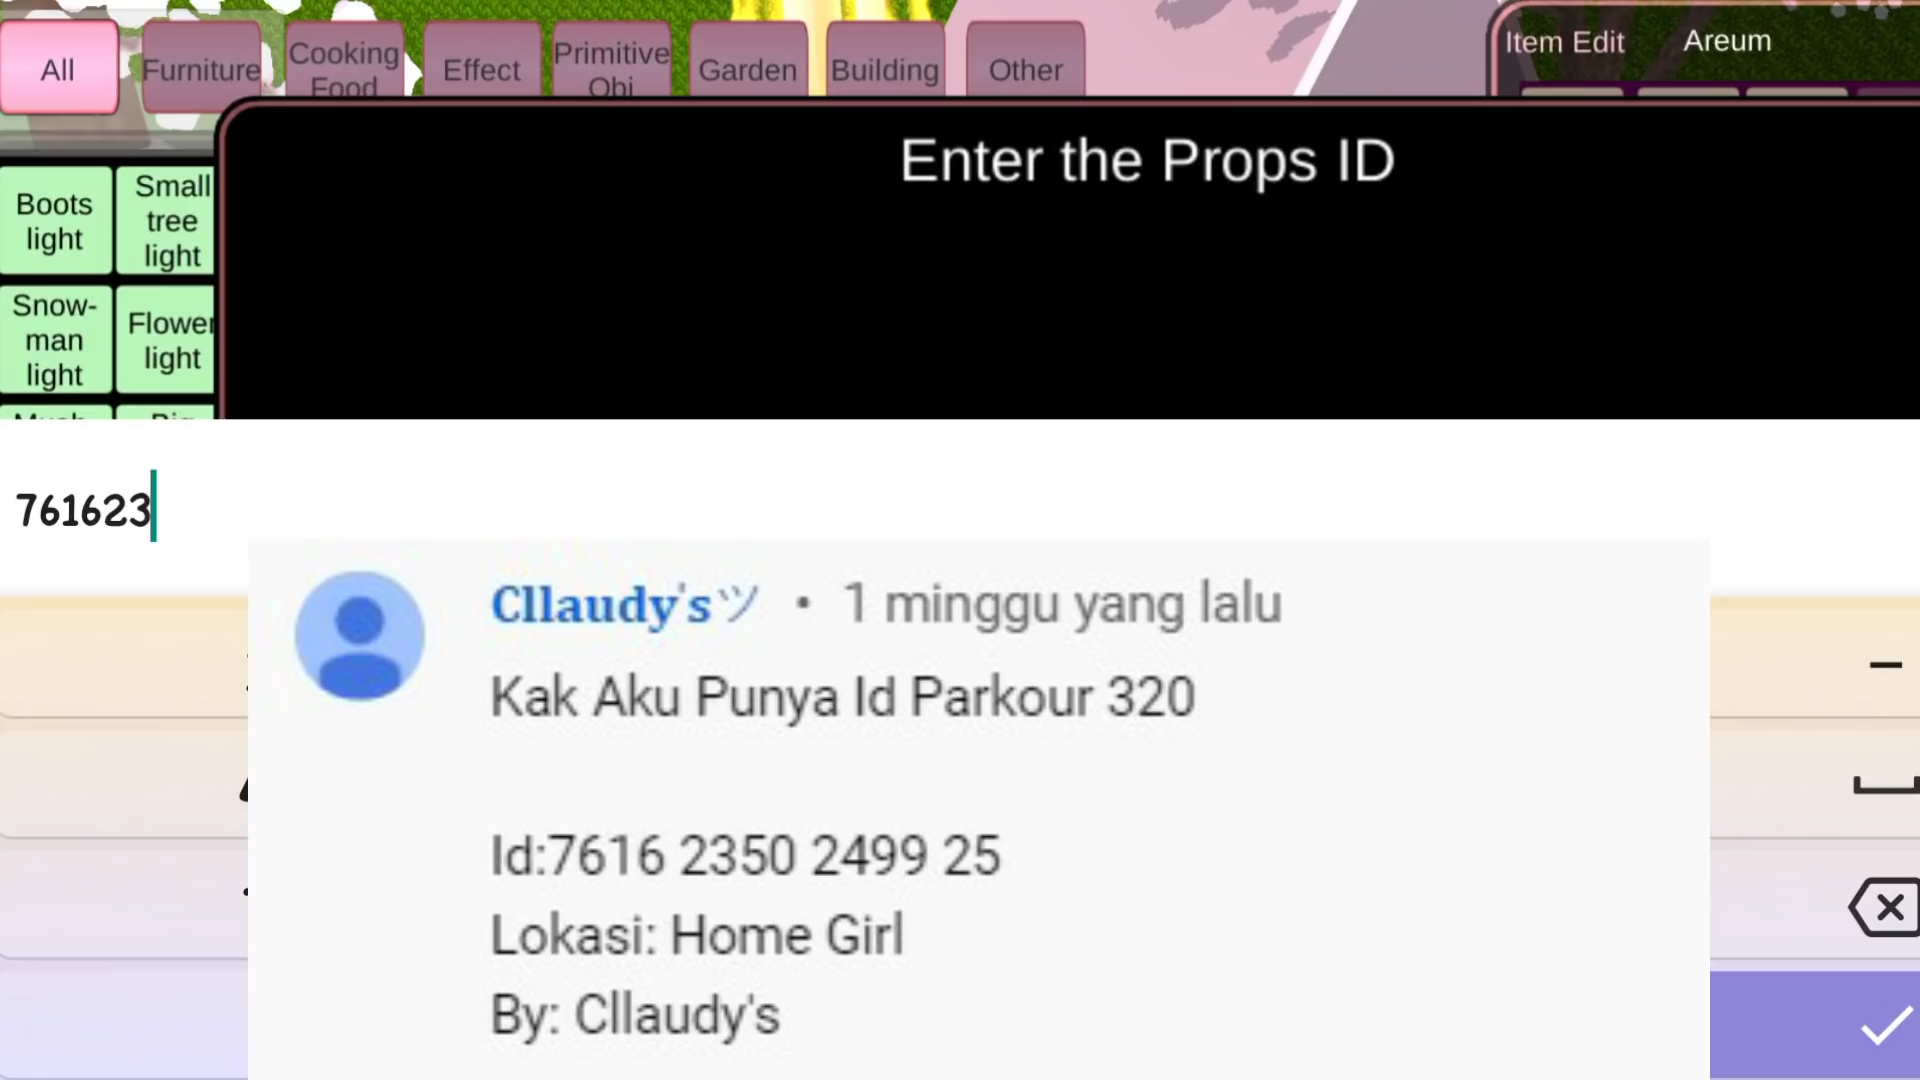 All
Furniture
Cooking
Food
Effect
Primitive
Obj
Garden
Building
Other
Item Edit
Areum
Enter the Props ID
Boots
light
Small
tree
light
Snow-
man
light
Flower
light
761623
Cllaudy'sツ • 1 minggu yang lalu
Kak Aku Punya Id Parkour 320
Id:7616 2350 2499 25
Lokasi: Home Girl
By: Cllaudy's